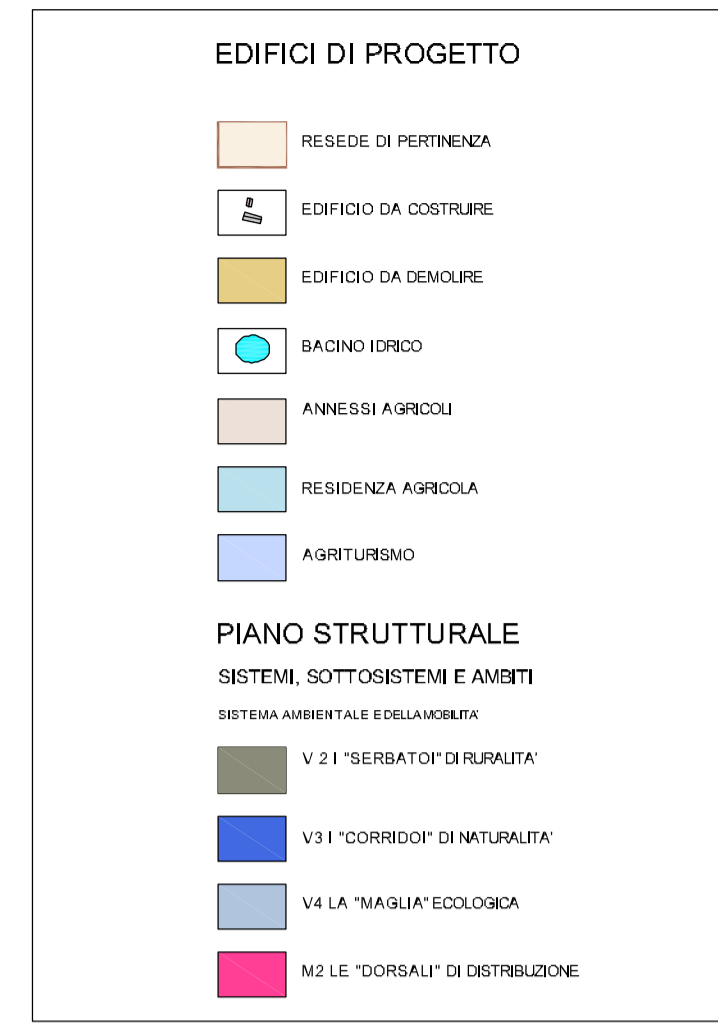 EDIFICI DI PROGETTO
RESEDE DI PERTINENZA
EDIFICIO DA COSTRUIRE
EDIFICIO DA DEMOLIRE
BACINO IDRICO
ANNESSI AGRICOLI
RESIDENZA AGRICOLA
AGRITURISMO
PIANO STRUTTURALE
SISTEMI, SOTTOSISTEMI E AMBITI
SISTEMA AMBIENTALE E DELLA MOBILITA'
V 2 I "SERBATOI" DI RURALITA'
V3 I "CORRIDOI" DI NATURALITA'
V4 LA "MAGLIA" ECOLOGICA
M2 LE "DORSALI" DI DISTRIBUZIONE